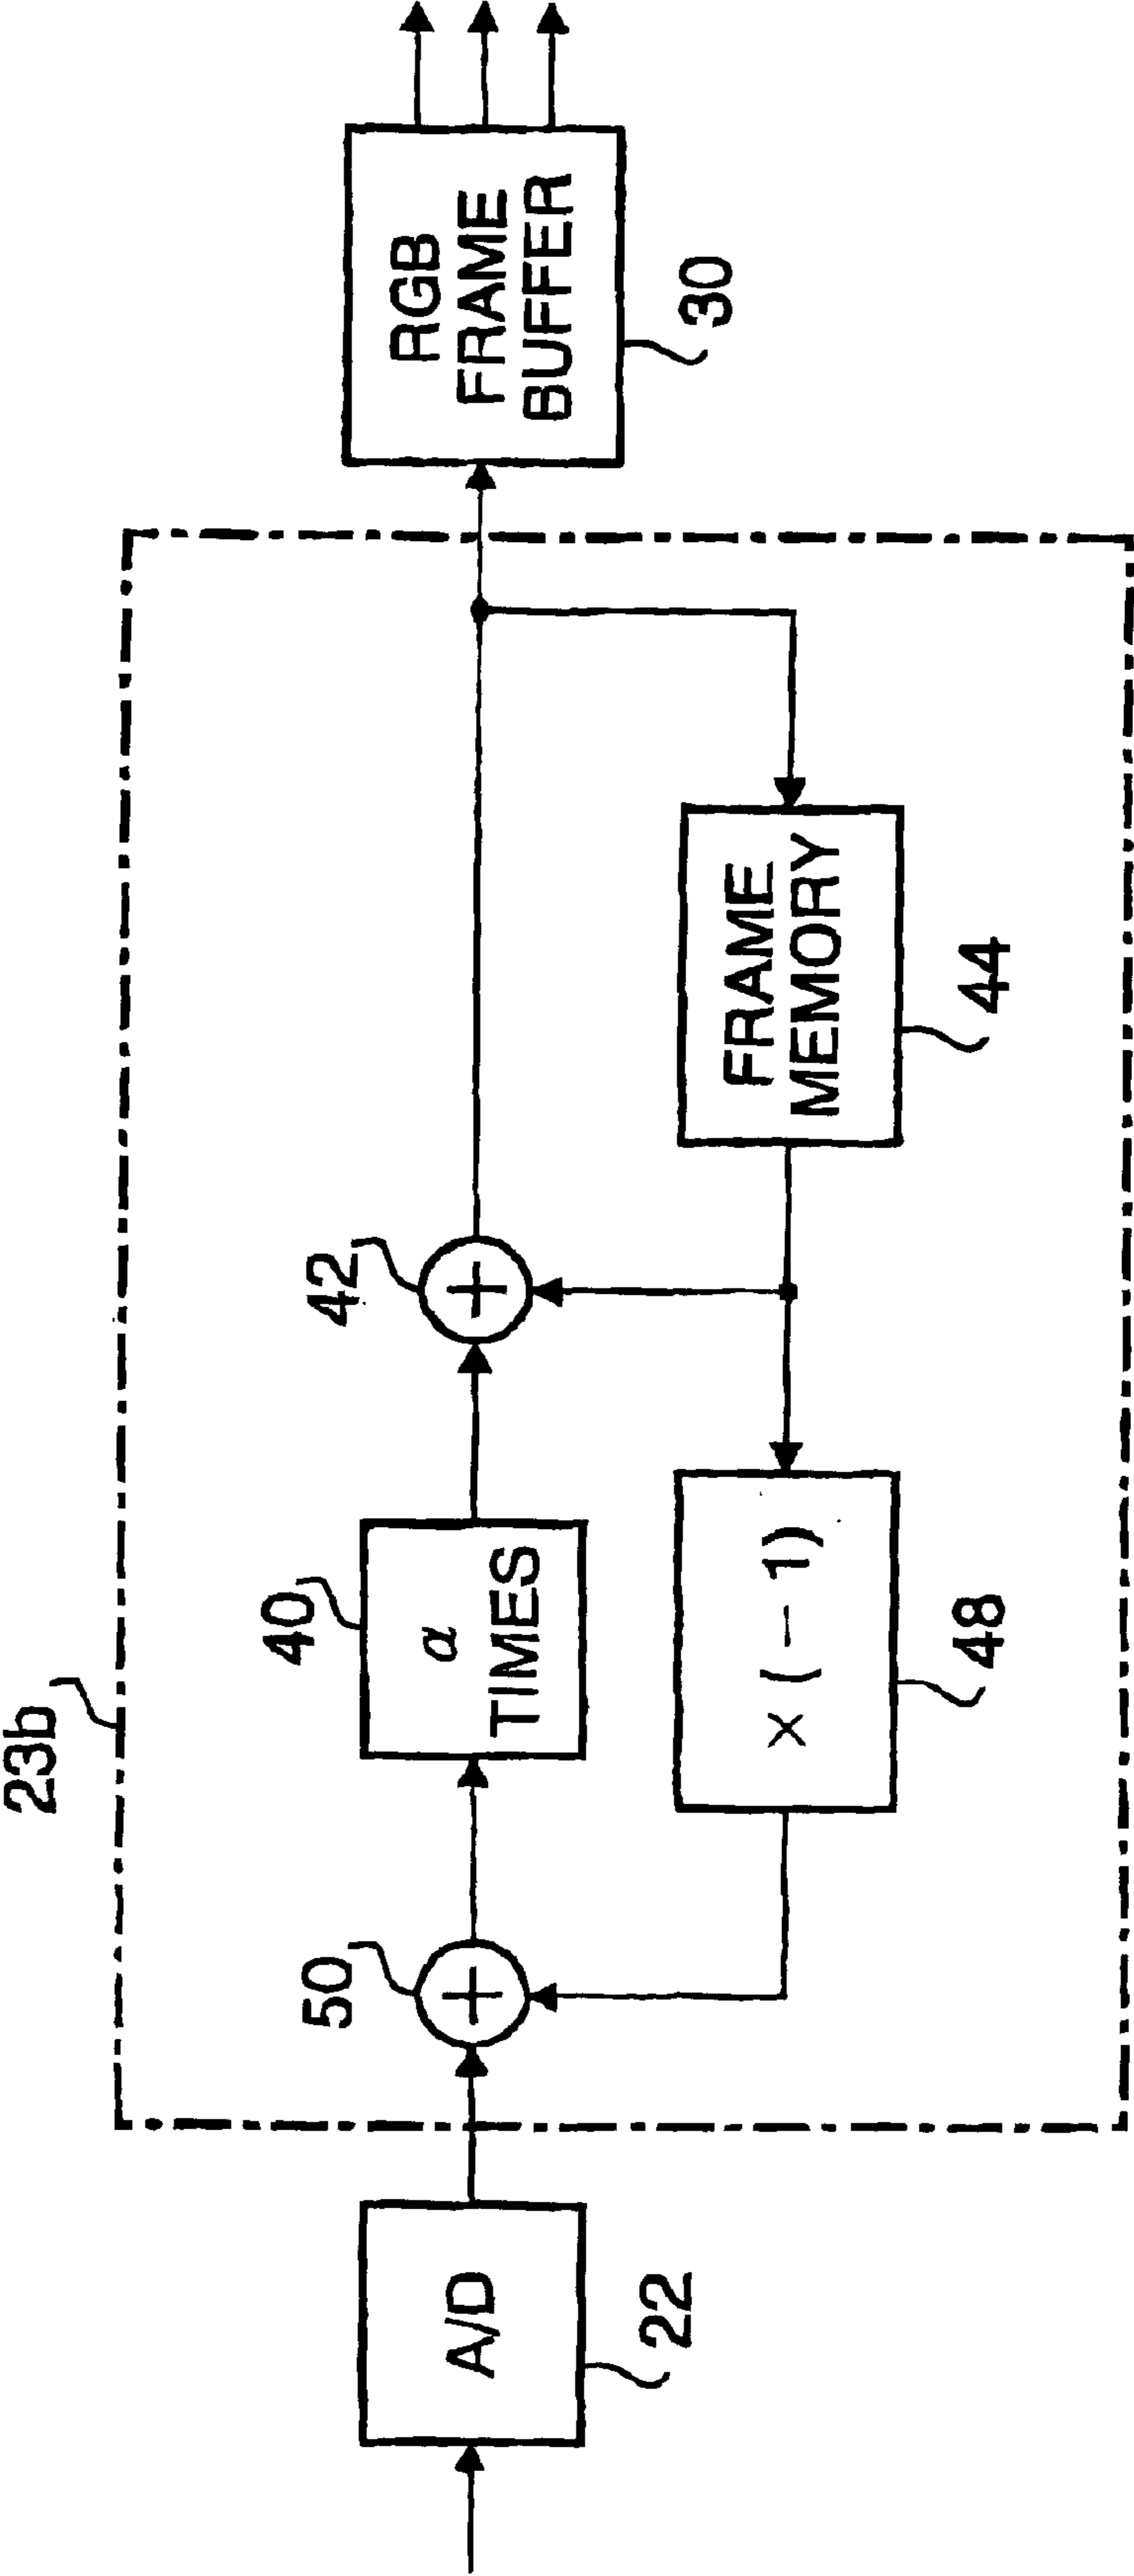 23b
50
40
42
A/D
22
α
TIMES
x ( − 1)
48
FRAME
MEMORY
44
RGB
FRAME
BUFFER
30